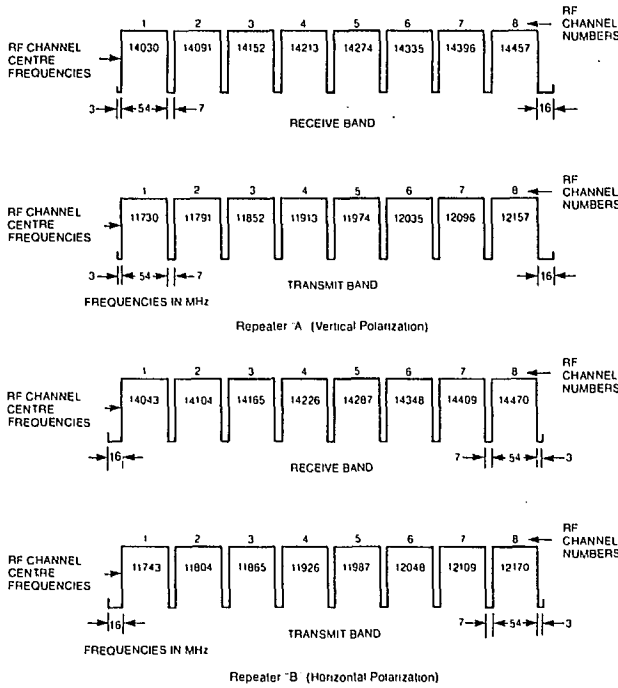 1 2 3 4 5 6 7 8
RF CHANNEL NUMBERS
RF CHANNEL CENTRE FREQUENCIES
14030 14091 14152 14213 14274 14335 14396 14457
3 54 7 16
RECEIVE BAND
1 2 3 4 5 6 7 8
RF CHANNEL NUMBERS
RF CHANNEL CENTRE FREQUENCIES
11730 11791 11852 11913 11974 12035 12096 12157
3 54 7 16
TRANSMIT BAND
FREQUENCIES IN MHz
Repeater "A (Vertical Polarization)
1 2 3 4 5 6 7 8
RF CHANNEL NUMBERS
RF CHANNEL CENTRE FREQUENCIES
14043 14104 14165 14226 14287 14348 14409 14470
16 7 54 3
RECEIVE BAND
1 2 3 4 5 6 7 8
RF CHANNEL NUMBERS
RF CHANNEL CENTRE FREQUENCIES
11743 11804 11865 11926 11987 12048 12109 12170
16 7 54 3
TRANSMIT BAND
FREQUENCIES IN MHz
Repeater "B (Horizontal Polarization)